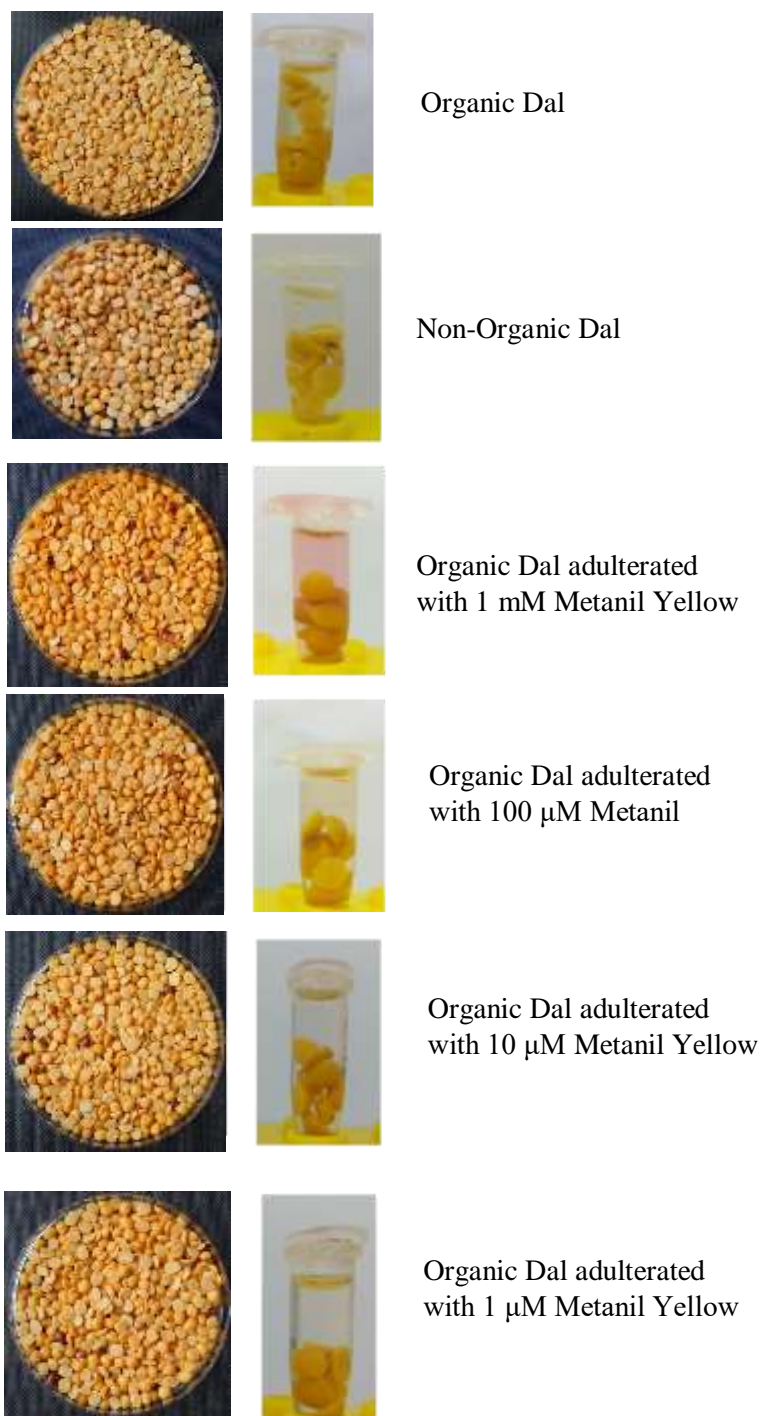 Organic Dal
Non-Organic Dal
Organic Dal adulterated
with 1 mM Metanil Yellow
Organic Dal adulterated
with 100 μM Metanil
Organic Dal adulterated
with 10 μM Metanil Yellow
Organic Dal adulterated
with 1 μM Metanil Yellow